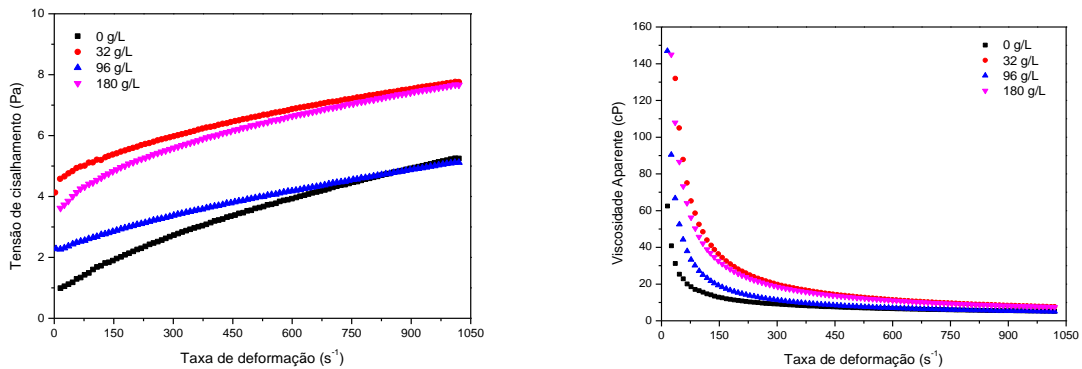 Tensão de cisalhamento (Pa)
10
8
6
4
2
0
0 g/L
32 g/L
96 g/L
180 g/L
0 150 300 450 600 750 900 1050
Taxa de deformação (s⁻¹)
Viscosidade Aparente (cP)
160
140
120
100
80
60
40
20
0
0 g/L
32 g/L
96 g/L
180 g/L
0 150 300 450 600 750 900 1050
Taxa de deformação (s⁻¹)